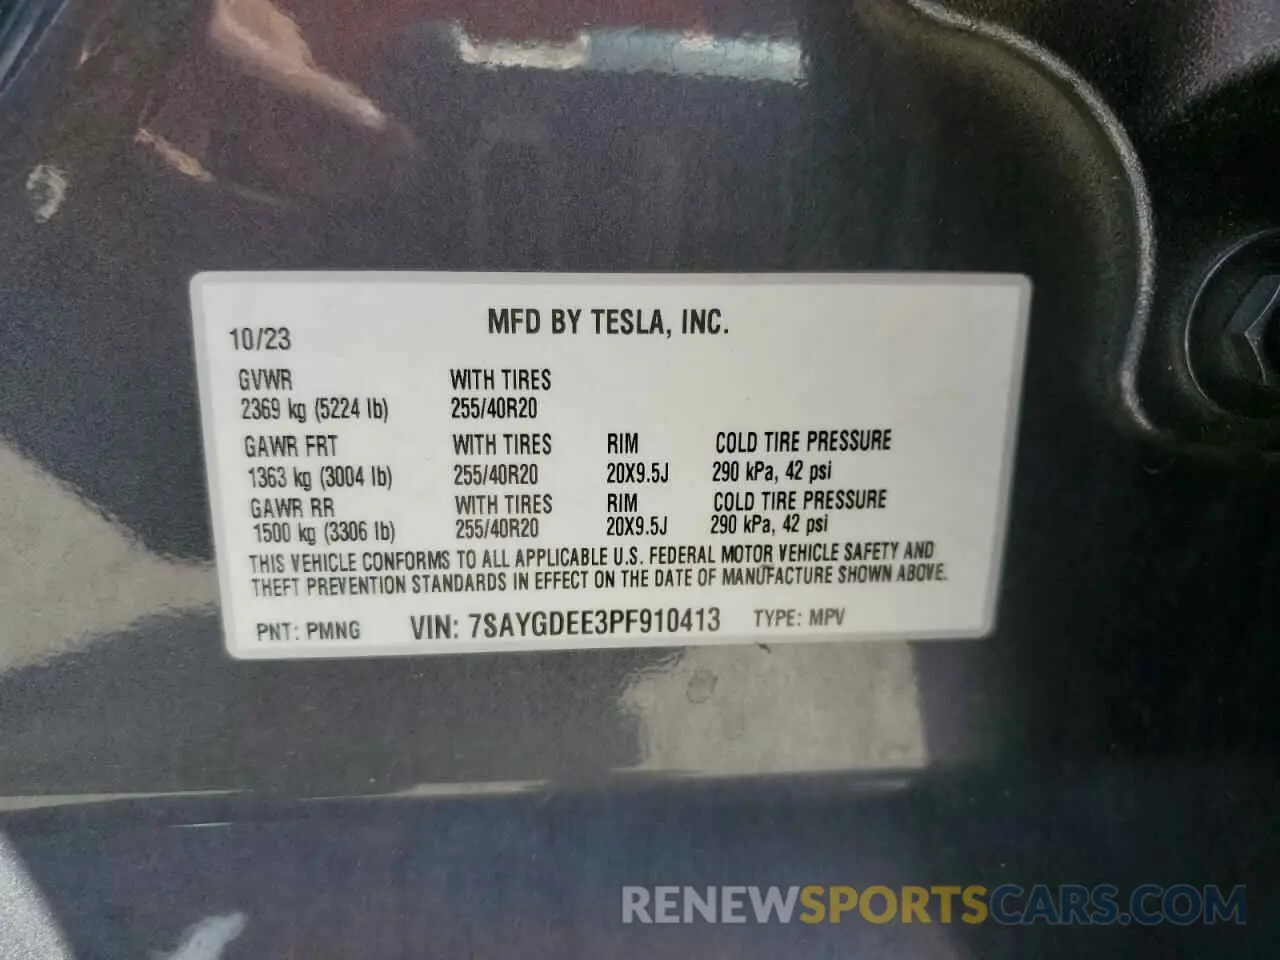 MFD BY TESLA, INC.
10/23
GVWR WITH TIRES
2369 kg (5224 lb) 255/40R20
GAWR FRT WITH TIRES RIM COLD TIRE PRESSURE
1363 kg (3004 lb) 255/40R20 20X9.5J 290 kPa, 42 psi
GAWR RR WITH TIRES RIM COLD TIRE PRESSURE
1500 kg (3306 lb) 255/40R20 20X9.5J 290 kPa, 42 psi
THIS VEHICLE CONFORMS TO ALL APPLICABLE U.S. FEDERAL MOTOR VEHICLE SAFETY AND
THEFT PREVENTION STANDARDS IN EFFECT ON THE DATE OF MANUFACTURE SHOWN ABOVE.
PNT: PMNG VIN: 7SAYGDEE3PF910413 TYPE: MPV
RENEWSPORTSCARS.COM